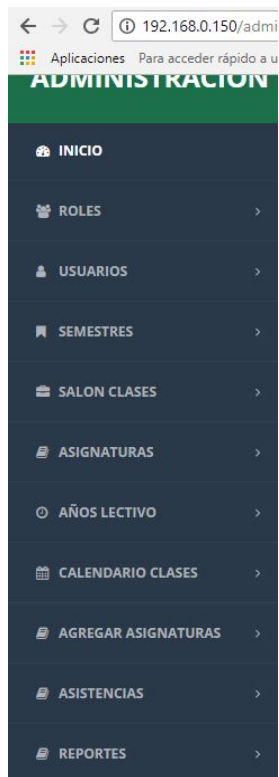 192.168.0.150/admi
Aplicaciones Para acceder rápido a u
ADMINISTRACIÓN
INICIO
ROLES
USUARIOS
SEMESTRES
SALON CLASES
ASIGNATURAS
AÑOS LECTIVO
CALENDARIO CLASES
AGREGAR ASIGNATURAS
ASISTENCIAS
REPORTES